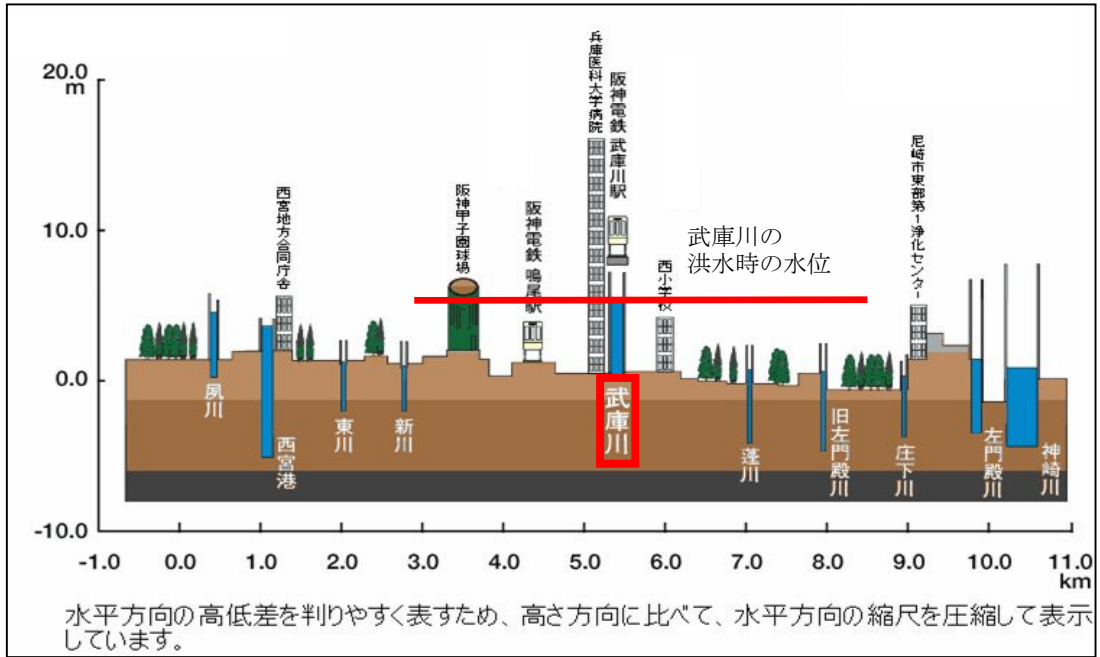 20.0
m
10.0
0.0
-10.0
西宮地方合同庁舎
阪神甲子園球場
阪神電鉄 鳴尾駅
兵庫医科大学病院
阪神電鉄 武庫川駅
西小学校
尼崎市東部第1浄化センター
武庫川の
洪水時の水位
夙川
西宮港
東川
新川
武庫川
蓬川
旧左門殿川
庄下川
左門殿川
神崎川
-1.0 0.0 1.0 2.0 3.0 4.0 5.0 6.0 7.0 8.0 9.0 10.0 11.0
km
水平方向の高低差を判りやすく表すため、高さ方向に比べて、水平方向の縮尺を圧縮して表示
しています。